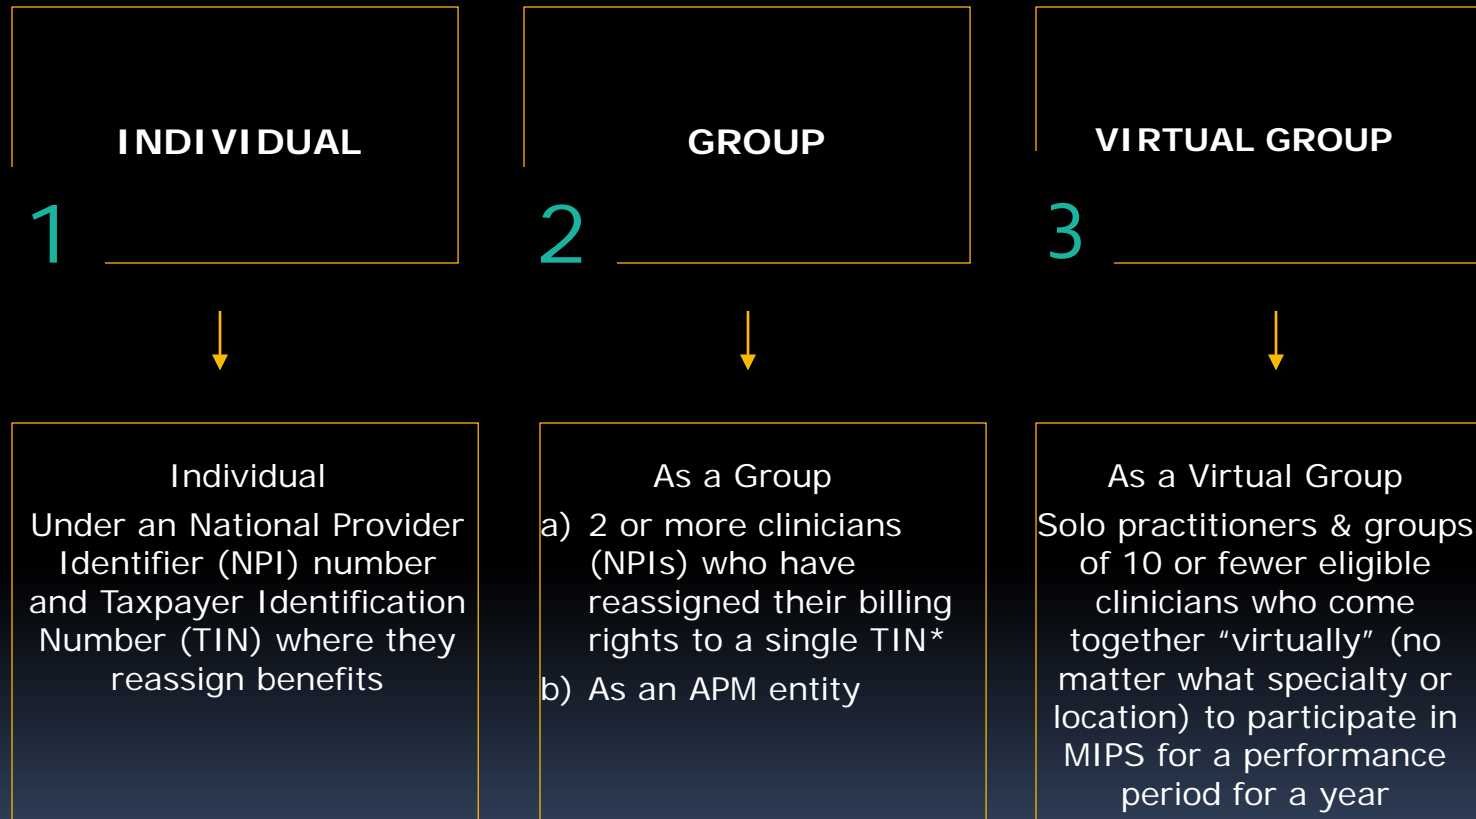 INDIVIDUAL
1
GROUP
2
VIRTUAL GROUP
3
Individual
Under an National Provider
Identifier (NPI) number
and Taxpayer Identification
Number (TIN) where they
reassign benefits
As a Group
a) 2 or more clinicians
(NPIs) who have
reassigned their billing
rights to a single TIN*
b) As an APM entity
As a Virtual Group
Solo practitioners & groups
of 10 or fewer eligible
clinicians who come
together “virtually” (no
matter what specialty or
location) to participate in
MIPS for a performance
period for a year